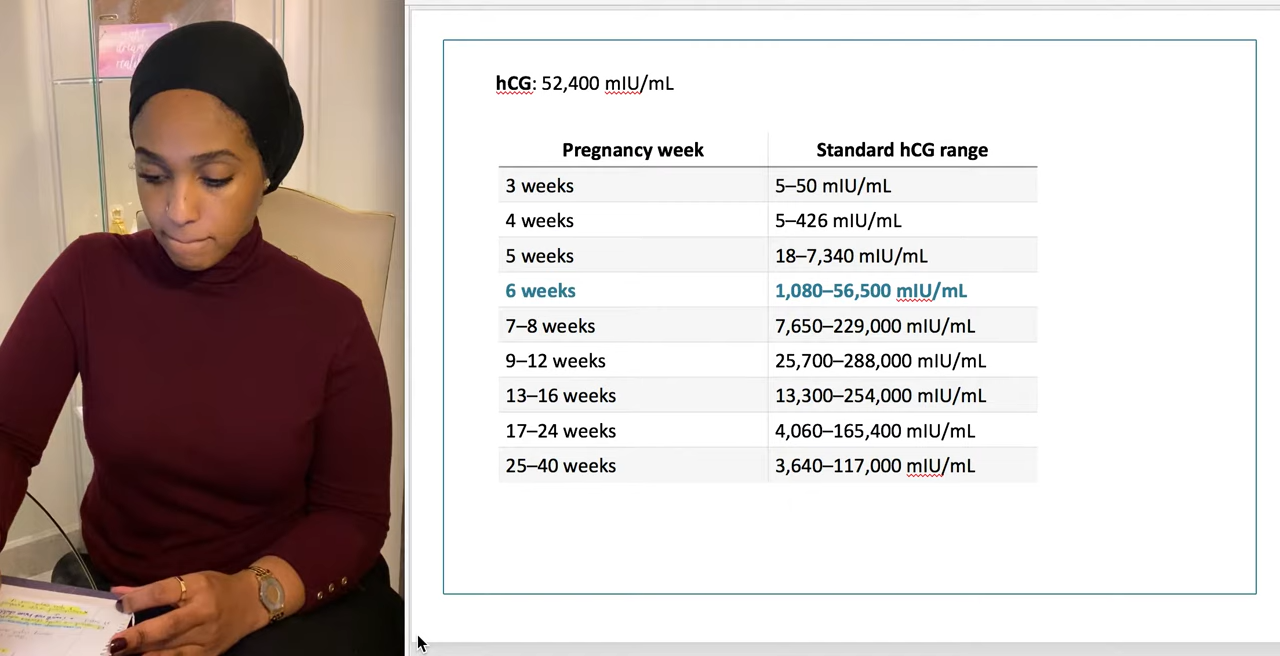 hCG: 52,400 mIU/mL
Pregnancy week Standard hCG range
3 weeks 5–50 mIU/mL
4 weeks 5–426 mIU/mL
5 weeks 18–7,340 mIU/mL
6 weeks 1,080–56,500 mIU/mL
7–8 weeks 7,650–229,000 mIU/mL
9–12 weeks 25,700–288,000 mIU/mL
13–16 weeks 13,300–254,000 mIU/mL
17–24 weeks 4,060–165,400 mIU/mL
25–40 weeks 3,640–117,000 mIU/mL